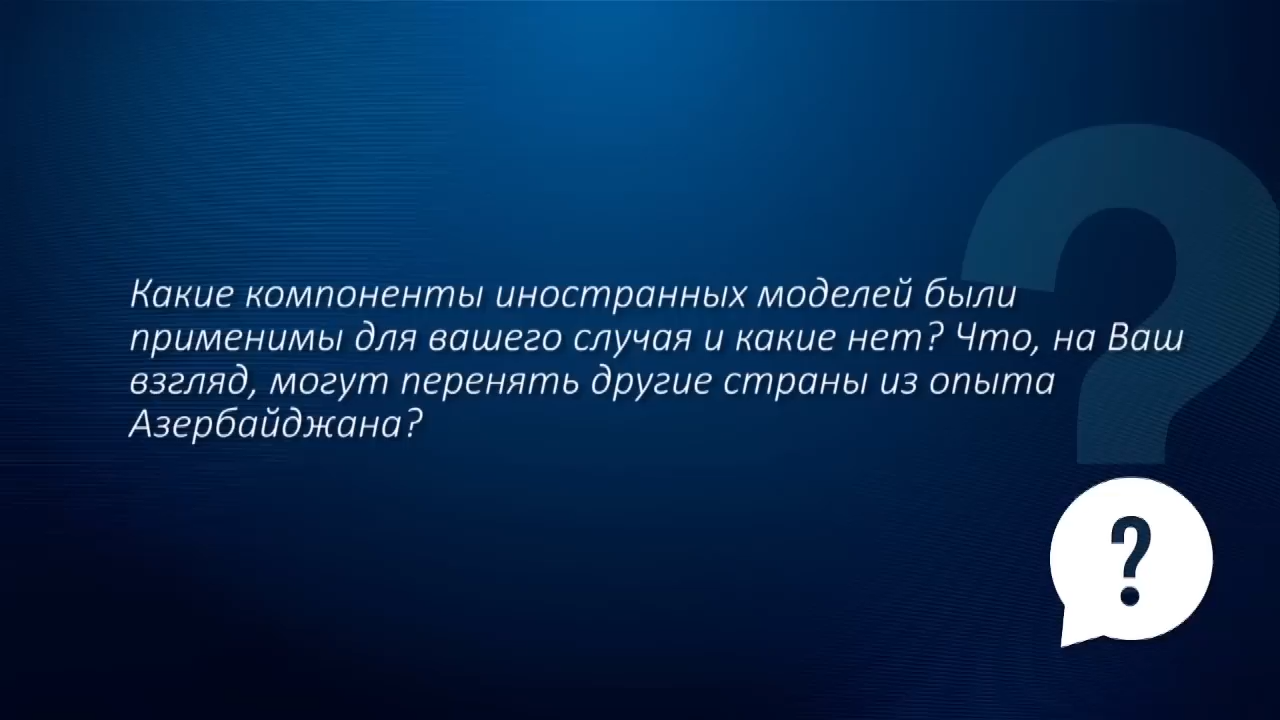 Какие компоненты иностранных моделей были
применимы для вашего случая и какие нет? Что, на Ваш
взгляд, могут перенять другие страны из опыта
Азербайджана?
?
?